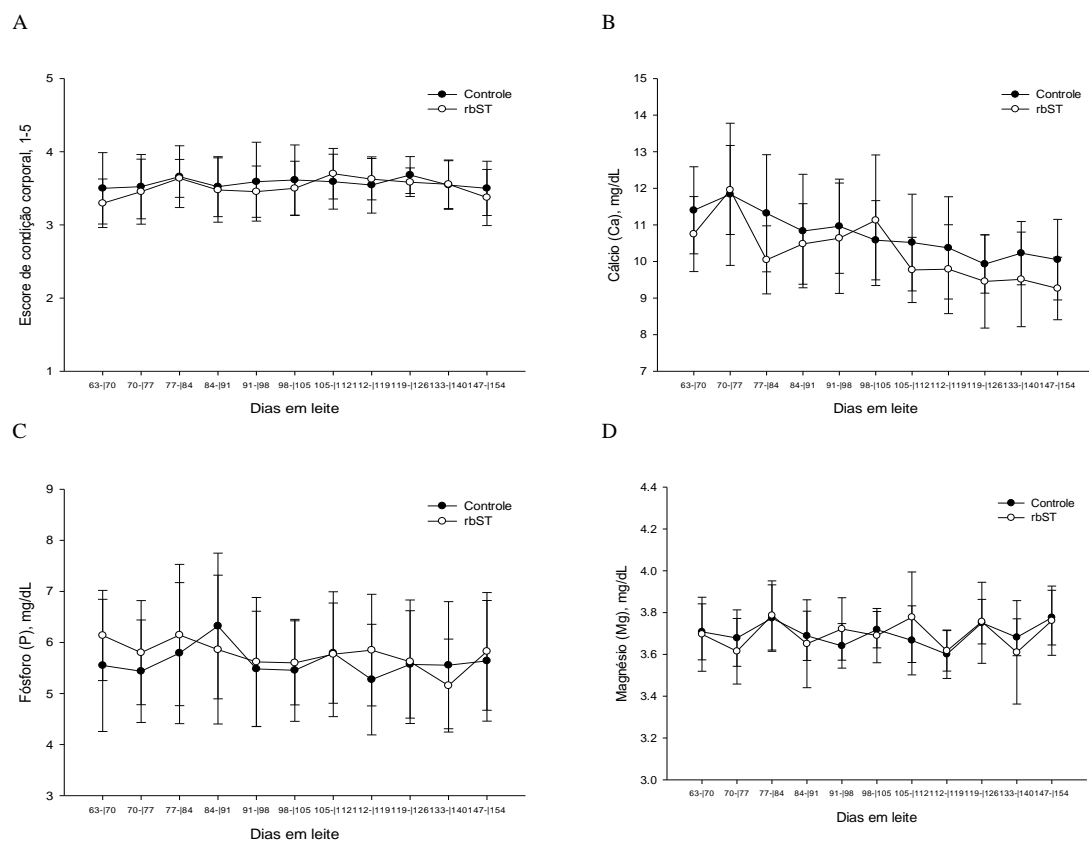 A
Escore de condição corporal, 1-5
5
4
3
2
1
Controle
rbST
63-|70 70-|77 77-|84 84-|91 91-|98 98-|105 105-|112 112-|119 119-|126 133-|140 147-|154
Dias em leite
B
Cálcio (Ca), mg/dL
15
14
13
12
11
10
9
8
7
Controle
rbST
63-|70 70-|77 77-|84 84-|91 91-|98 98-|105 105-|112 112-|119 119-|126 133-|140 147-|154
Dias em leite
C
Fósforo (P), mg/dL
9
8
7
6
5
4
3
Controle
rbST
63-|70 70-|77 77-|84 84-|91 91-|98 98-|105 105-|112 112-|119 119-|126 133-|140 147-|154
Dias em leite
D
Magnésio (Mg), mg/dL
4.4
4.2
4.0
3.8
3.6
3.4
3.2
3.0
Controle
rbST
63-|70 70-|77 77-|84 84-|91 91-|98 98-|105 105-|112 112-|119 119-|126 133-|140 147-|154
Dias em leite